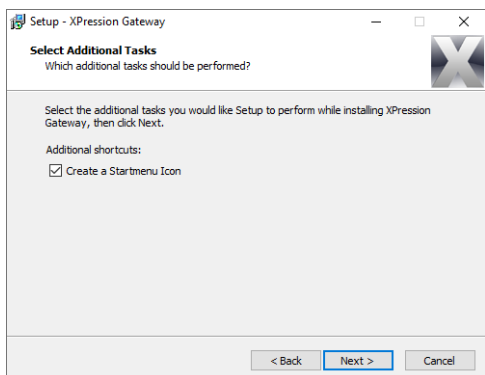 Setup - XPression Gateway
Select Additional Tasks
Which additional tasks should be performed?
Select the additional tasks you would like Setup to perform while installing XPression
Gateway, then click Next.
Additional shortcuts:
Create a Startmenu Icon
< Back Next > Cancel